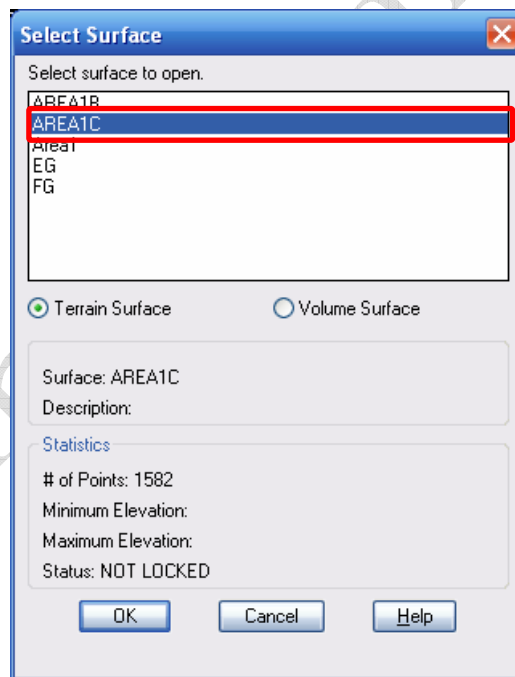 Select Surface
Select surface to open.
AREA1B
AREA1C
Area1
EG
FG
Terrain Surface Volume Surface
Surface: AREA1C
Description:
Statistics
# of Points: 1582
Minimum Elevation:
Maximum Elevation:
Status: NOT LOCKED
OK Cancel Help